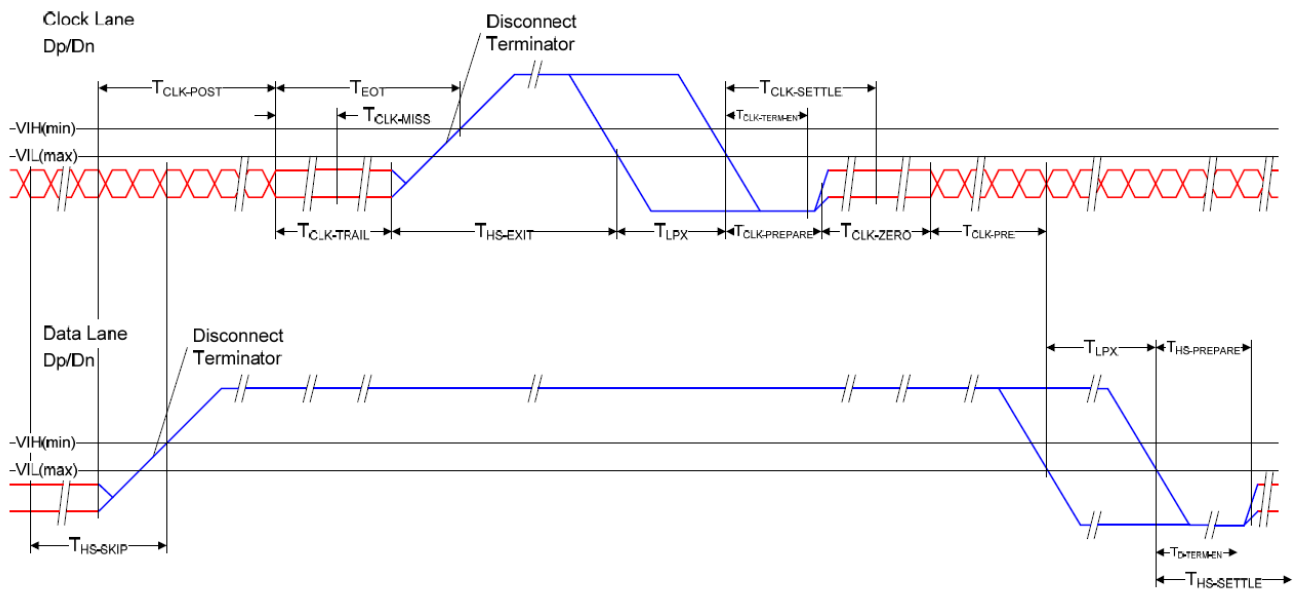 Clock Lane
Dp/Dn
Disconnect
Terminator
TCLK-POST
TEOT
TCLK-SETTLE
TCLK-MISS
TCLK-TERM-EN
VIH(min)
VIL(max)
TCLK-TRAIL
THS-EXIT
TLPX
TCLK-PREPARE
TCLK-ZERO
TCLK-PRE
Data Lane
Dp/Dn
Disconnect
Terminator
TLPX
THS-PREPARE
VIH(min)
VIL(max)
THS-SKIP
TD-TERM-EN
THS-SETTLE